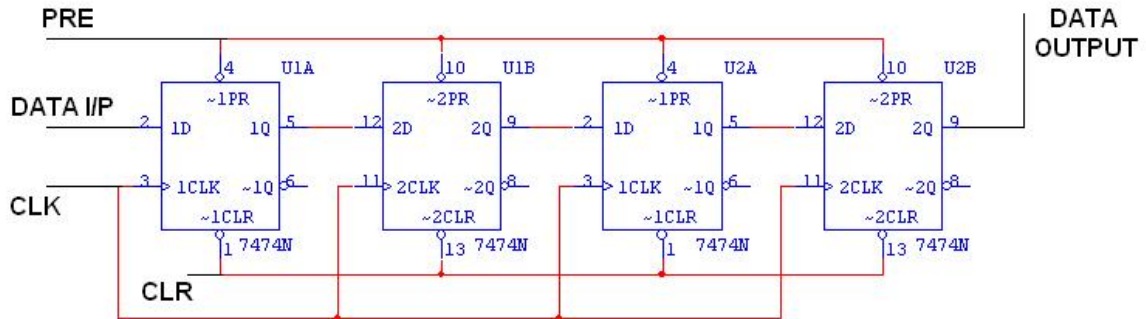 PRE
DATA
OUTPUT
4 U1A 10 U1B 4 U2A 10 U2B
~1PR ~2PR ~1PR ~2PR
DATA I/P
2 1D 1Q 5 12 2D 2Q 9 2 1D 1Q 5 12 2D 2Q 9
3 1CLK ~1Q 6 11 2CLK ~2Q 8 3 1CLK ~1Q 6 11 2CLK ~2Q 8
CLK
~1CLR ~2CLR ~1CLR ~2CLR
1 7474N 13 7474N 1 7474N 13 7474N
CLR